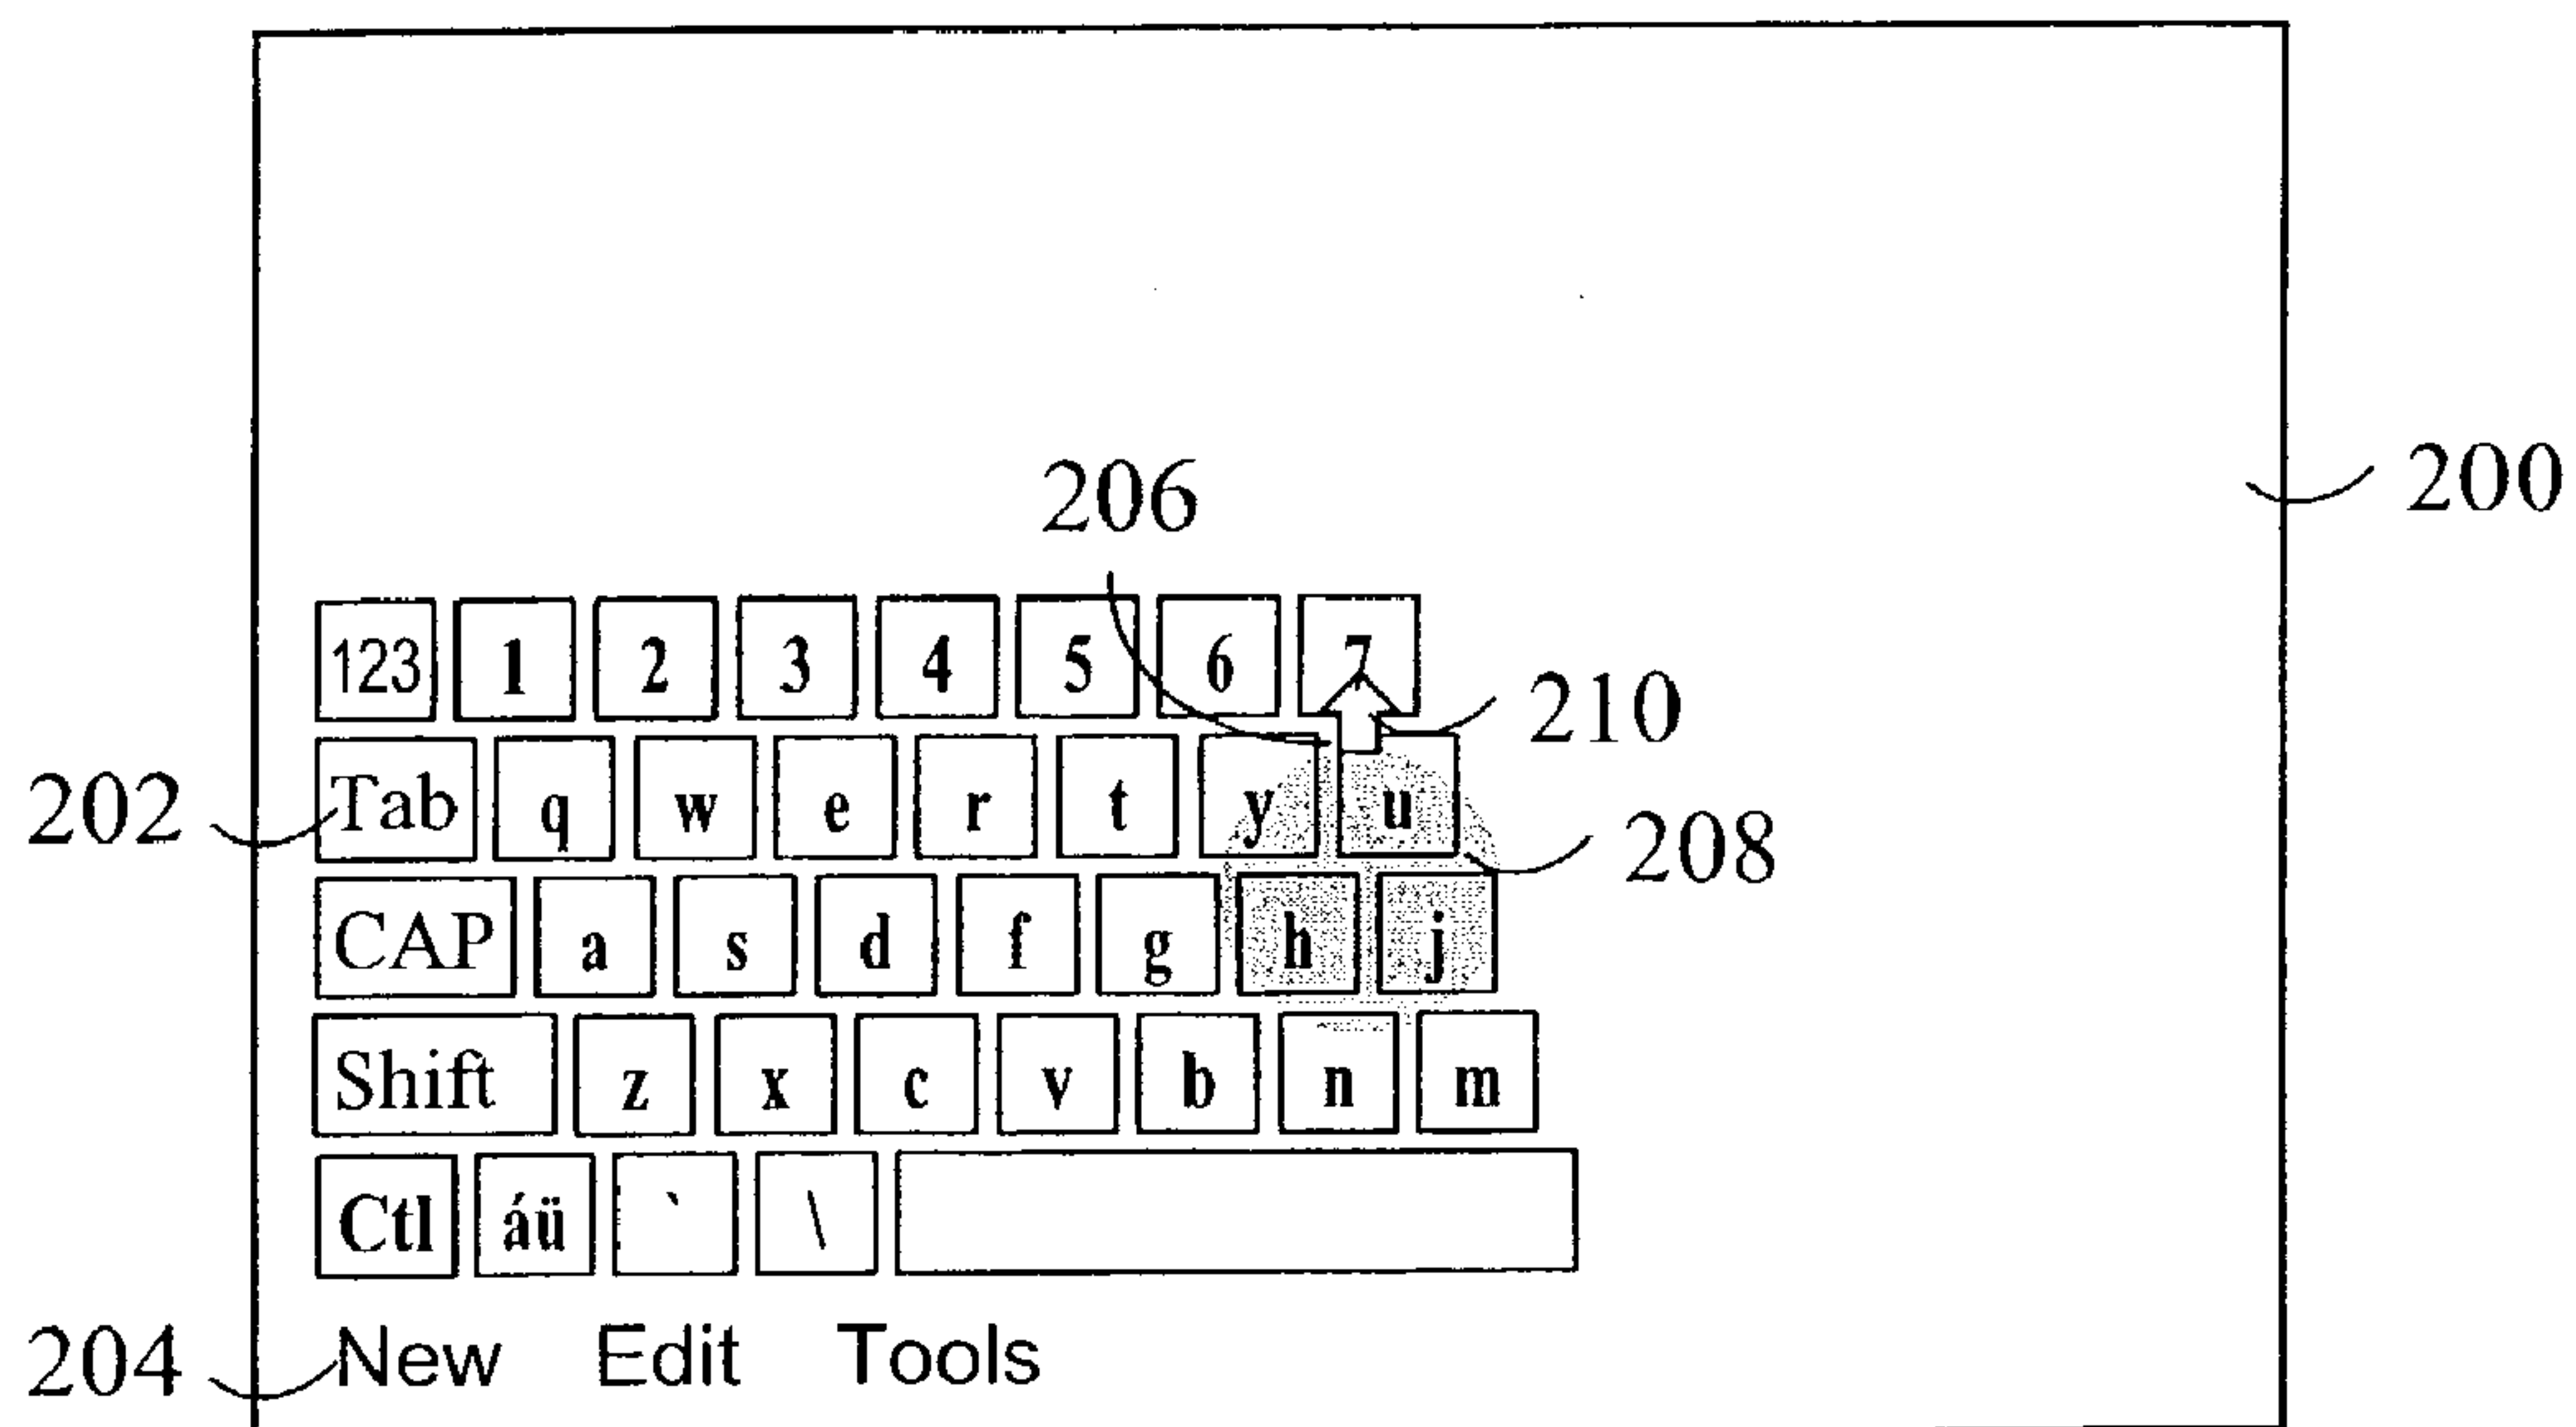 206
200
123 1 2 3 4 5 6 7
210
202 Tab q w e r t y u
208
CAP a s d f g h j
Shift z x c v b n m
Ctl áü ` \
204 New Edit Tools